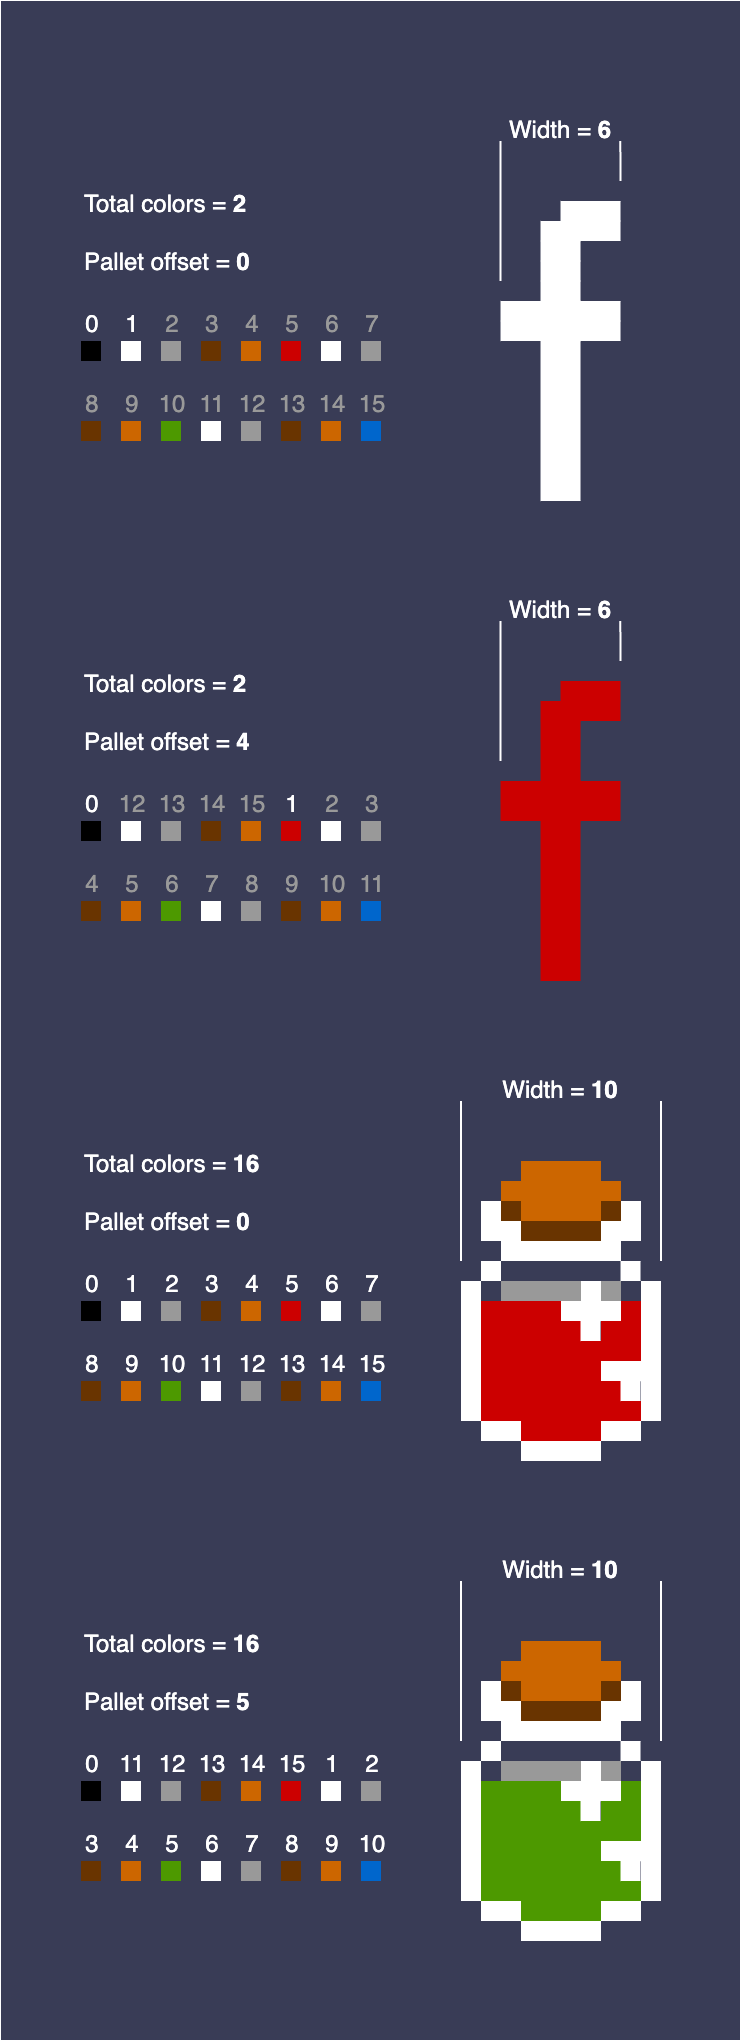 Width = 6
Total colors = 2
Pallet offset = 0
0 1 2 3 4 5 6 7
8 9 10 11 12 13 14 15
Width = 6
Total colors = 2
Pallet offset = 4
0 12 13 14 15 1 2 3
4 5 6 7 8 9 10 11
Width = 10
Total colors = 16
Pallet offset = 0
0 1 2 3 4 5 6 7
8 9 10 11 12 13 14 15
Width = 10
Total colors = 16
Pallet offset = 5
0 11 12 13 14 15 1 2
3 4 5 6 7 8 9 10